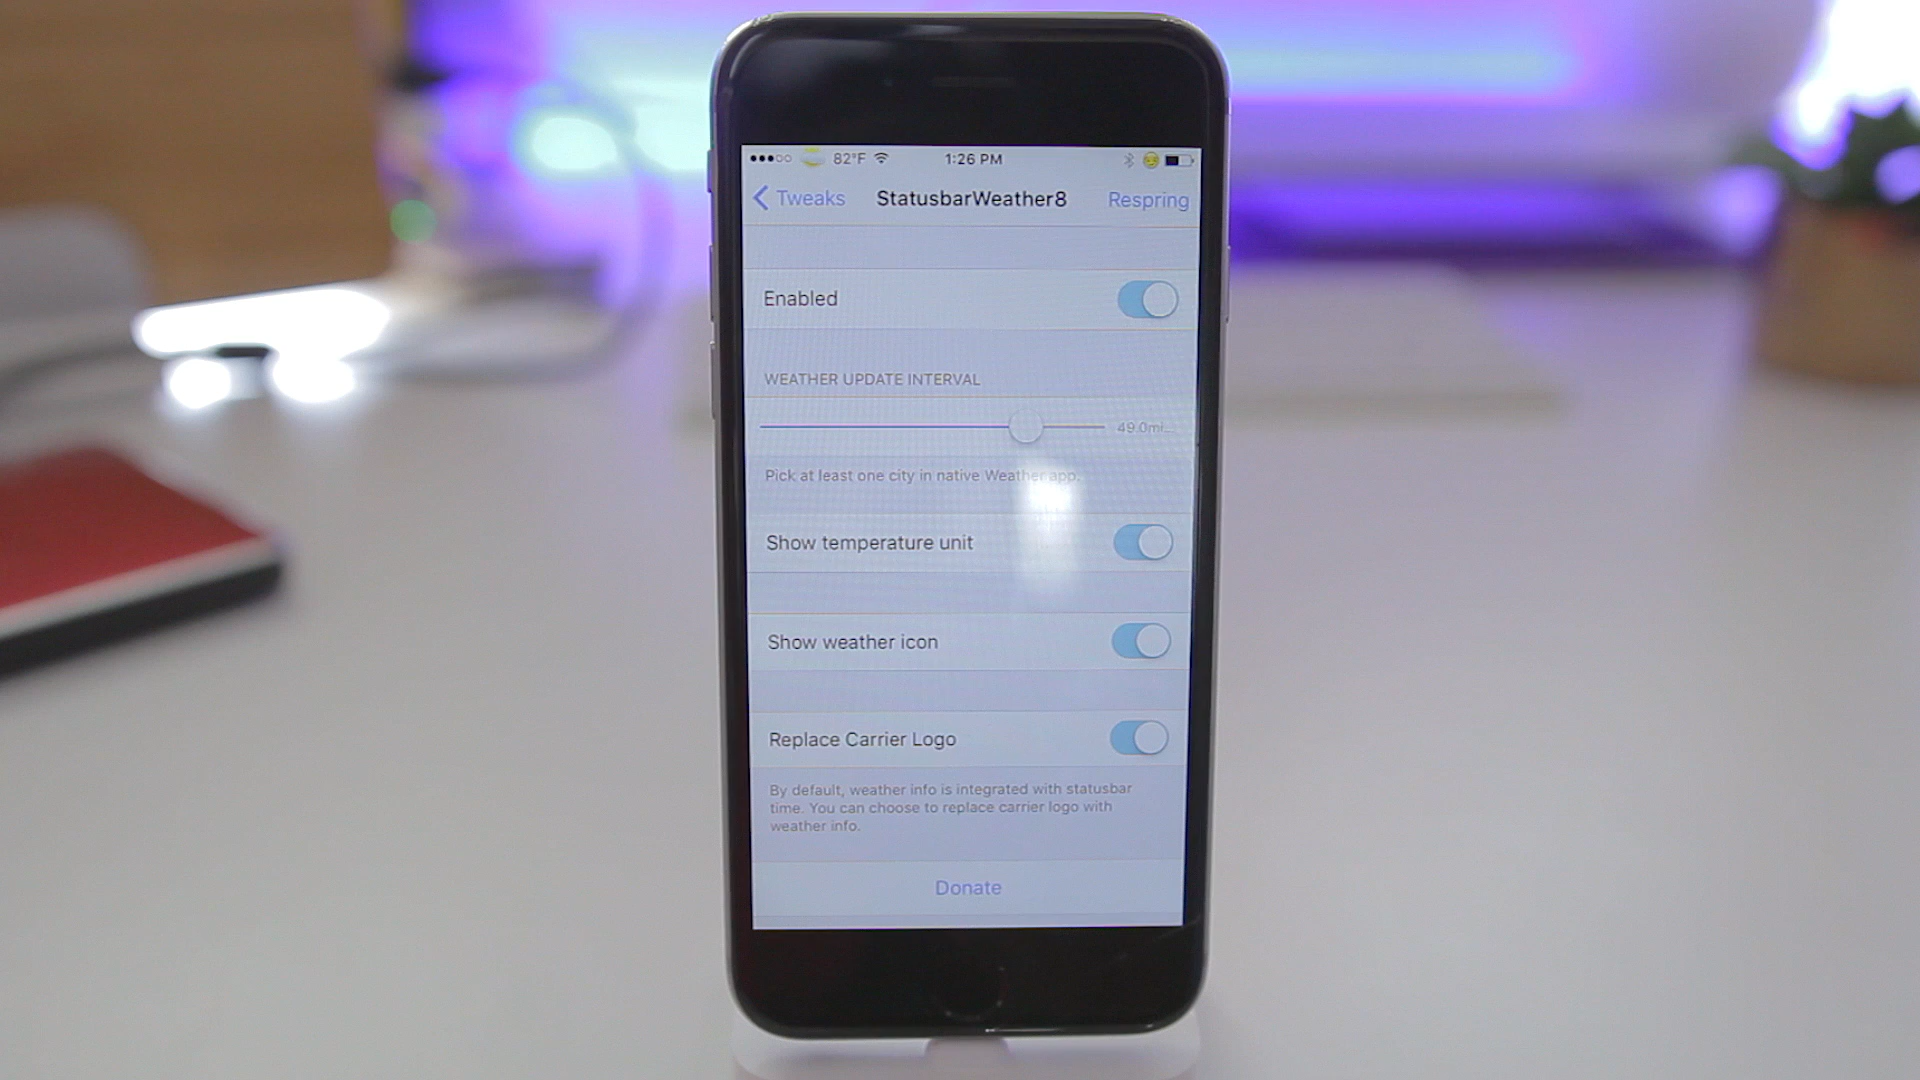 82°F 1:26 PM
Tweaks StatusbarWeather8 Respring
Enabled
WEATHER UPDATE INTERVAL
49.0mi...
Pick at least one city in native Weather app.
Show temperature unit
Show weather icon
Replace Carrier Logo
By default, weather info is integrated with statusbar
time. You can choose to replace carrier logo with
weather info.
Donate